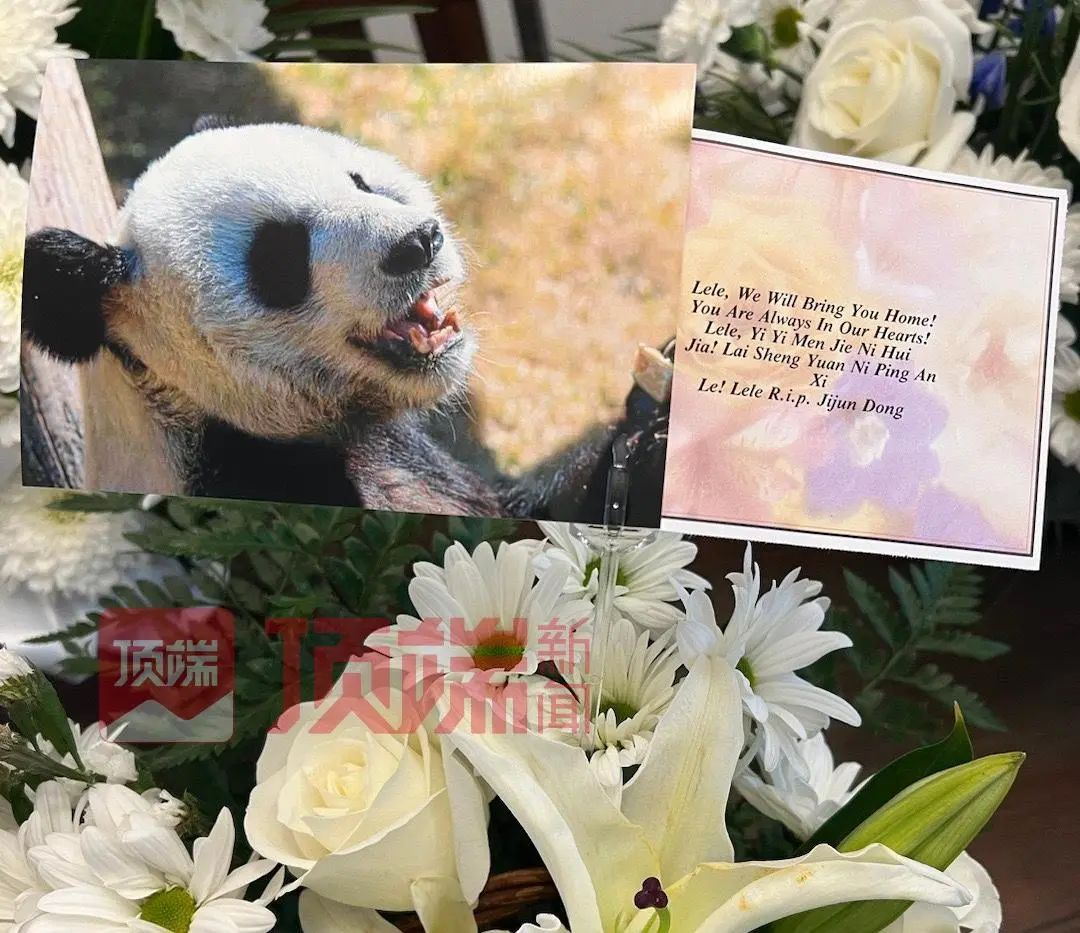 Lele, We Will Bring You Home!
You Are Always In Our Hearts!
Lele, Yi Yi Men Jie Ni Hui
Jia! Lai Sheng Yuan Ni Ping An
Xi
Le! Lele R.i.p. Jijun Dong
顶端
顶端新闻